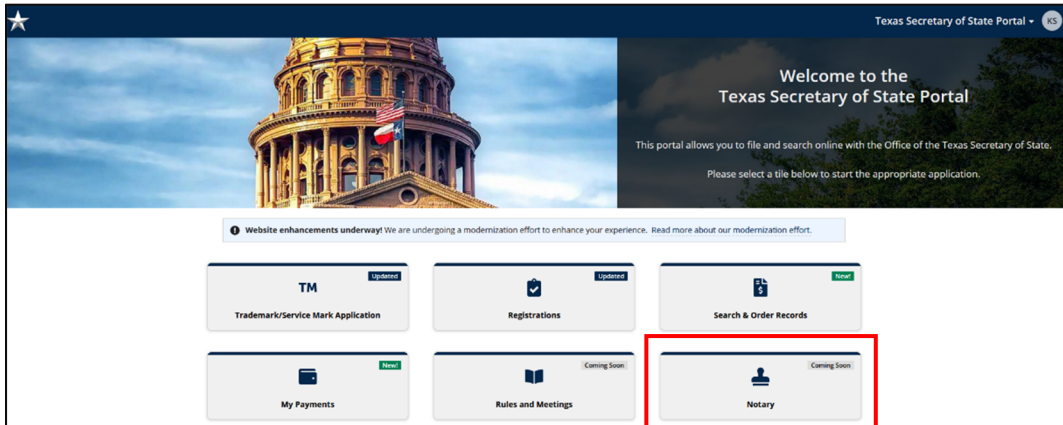 Texas Secretary of State Portal
KS
Welcome to the
Texas Secretary of State Portal
This portal allows you to file and search online with the Office of the Texas Secretary of State.
Please select a tile below to start the appropriate application.
Website enhancements underway! We are undergoing a modernization effort to enhance your experience. Read more about our modernization effort.
Updated
TM
Trademark/Service Mark Application
Updated
Registrations
New!
Search & Order Records
New!
My Payments
Coming Soon
Rules and Meetings
Coming Soon
Notary